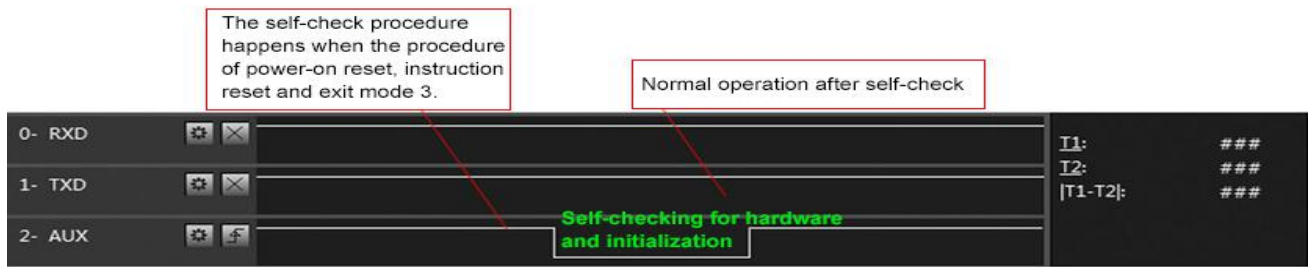 The self-check procedure
happens when the procedure
of power-on reset, instruction
reset and exit mode 3.
Normal operation after self-check
0- RXD
1- TXD
2- AUX
Self-checking for hardware
and initialization
T1: ###
T2: ###
|T1-T2|: ###